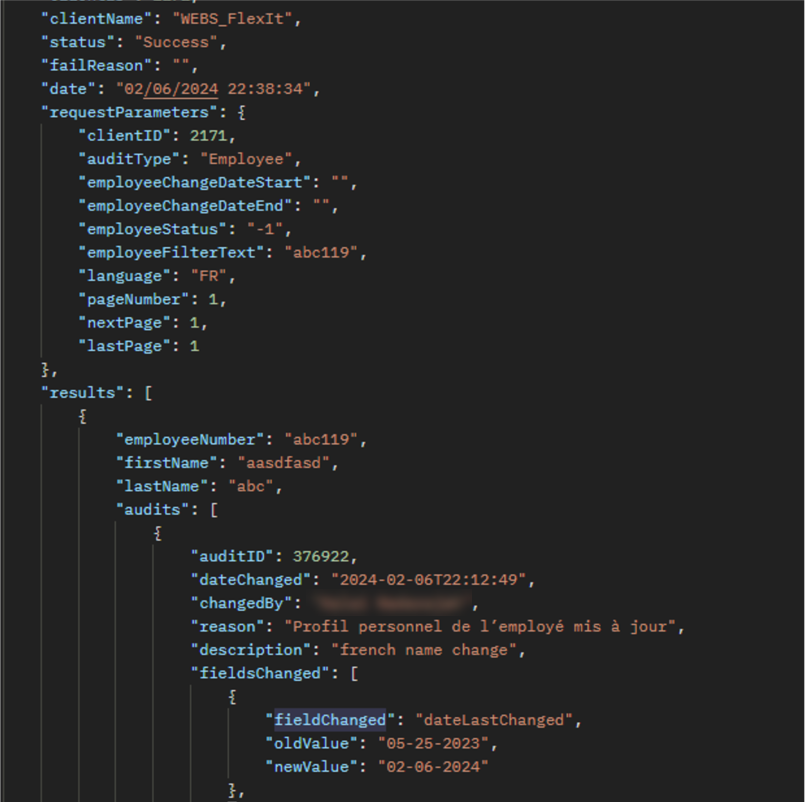 "clientName": "WEBS_FlexIt",
"status": "Success",
"failReason": "",
"date": "02/06/2024 22:38:34",
"requestParameters": {
"clientID": 2171,
"auditType": "Employee",
"employeeChangeDateStart": "",
"employeeChangeDateEnd": "",
"employeeStatus": "-1",
"employeeFilterText": "abc119",
"language": "FR",
"pageNumber": 1,
"nextPage": 1,
"lastPage": 1
},
"results": [
{
"employeeNumber": "abc119",
"firstName": "aasdfasd",
"lastName": "abc",
"audits": [
{
"auditID": 376922,
"dateChanged": "2024-02-06T22:12:49",
"changedBy": ,
"reason": "Profil personnel de l’employé mis à jour",
"description": "french name change",
"fieldsChanged": [
{
"fieldChanged": "dateLastChanged",
"oldValue": "05-25-2023",
"newValue": "02-06-2024"
},